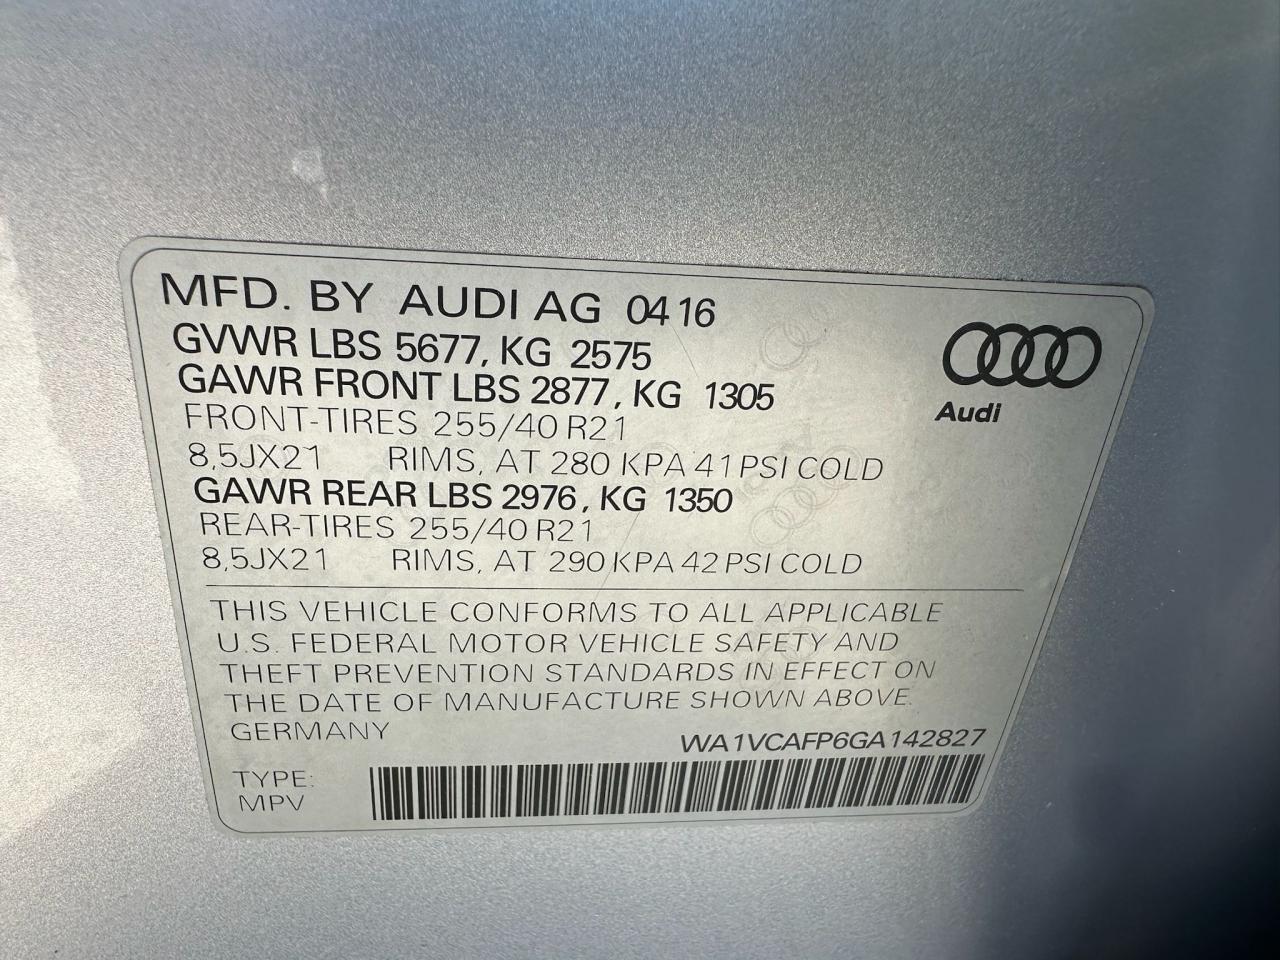 MFD. BY AUDI AG 04 16
GVWR LBS 5677, KG 2575
GAWR FRONT LBS 2877, KG 1305
FRONT-TIRES 255/40 R21
8,5JX21 RIMS, AT 280 KPA 41 PSI COLD
GAWR REAR LBS 2976, KG 1350
REAR-TIRES 255/40 R21
8,5JX21 RIMS, AT 290 KPA 42 PSI COLD
Audi
THIS VEHICLE CONFORMS TO ALL APPLICABLE
U.S. FEDERAL MOTOR VEHICLE SAFETY AND
THEFT PREVENTION STANDARDS IN EFFECT ON
THE DATE OF MANUFACTURE SHOWN ABOVE.
GERMANY
WA1VCAFP6GA142827
TYPE:
MPV